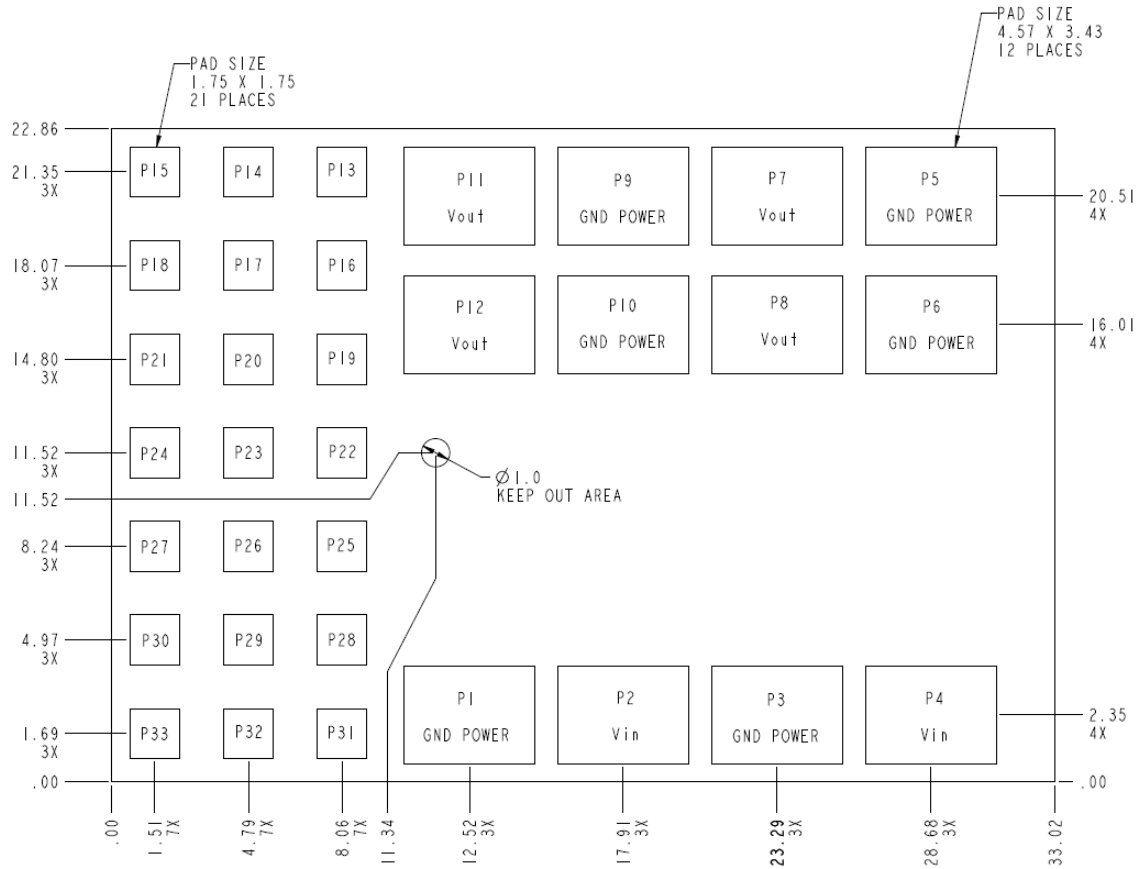 PAD SIZE
4.57 X 3.43
12 PLACES
PAD SIZE
1.75 X 1.75
21 PLACES
22.86
21.35
3X
P15
P14
P13
P11
Vout
P9
GND POWER
P7
Vout
P5
GND POWER
20.51
4X
18.07
3X
P18
P17
P16
P12
Vout
P10
GND POWER
P8
Vout
P6
GND POWER
16.01
4X
14.80
3X
P21
P20
P19
11.52
3X
P24
P23
P22
11.52
Ø1.0
KEEP OUT AREA
8.24
3X
P27
P26
P25
4.97
3X
P30
P29
P28
1.69
3X
P33
P32
P31
P1
GND POWER
P2
Vin
P3
GND POWER
P4
Vin
2.35
4X
.00
.00
.00
1.51
7X
4.79
7X
8.06
7X
11.34
12.52
3X
17.91
3X
23.29
3X
28.68
3X
33.02